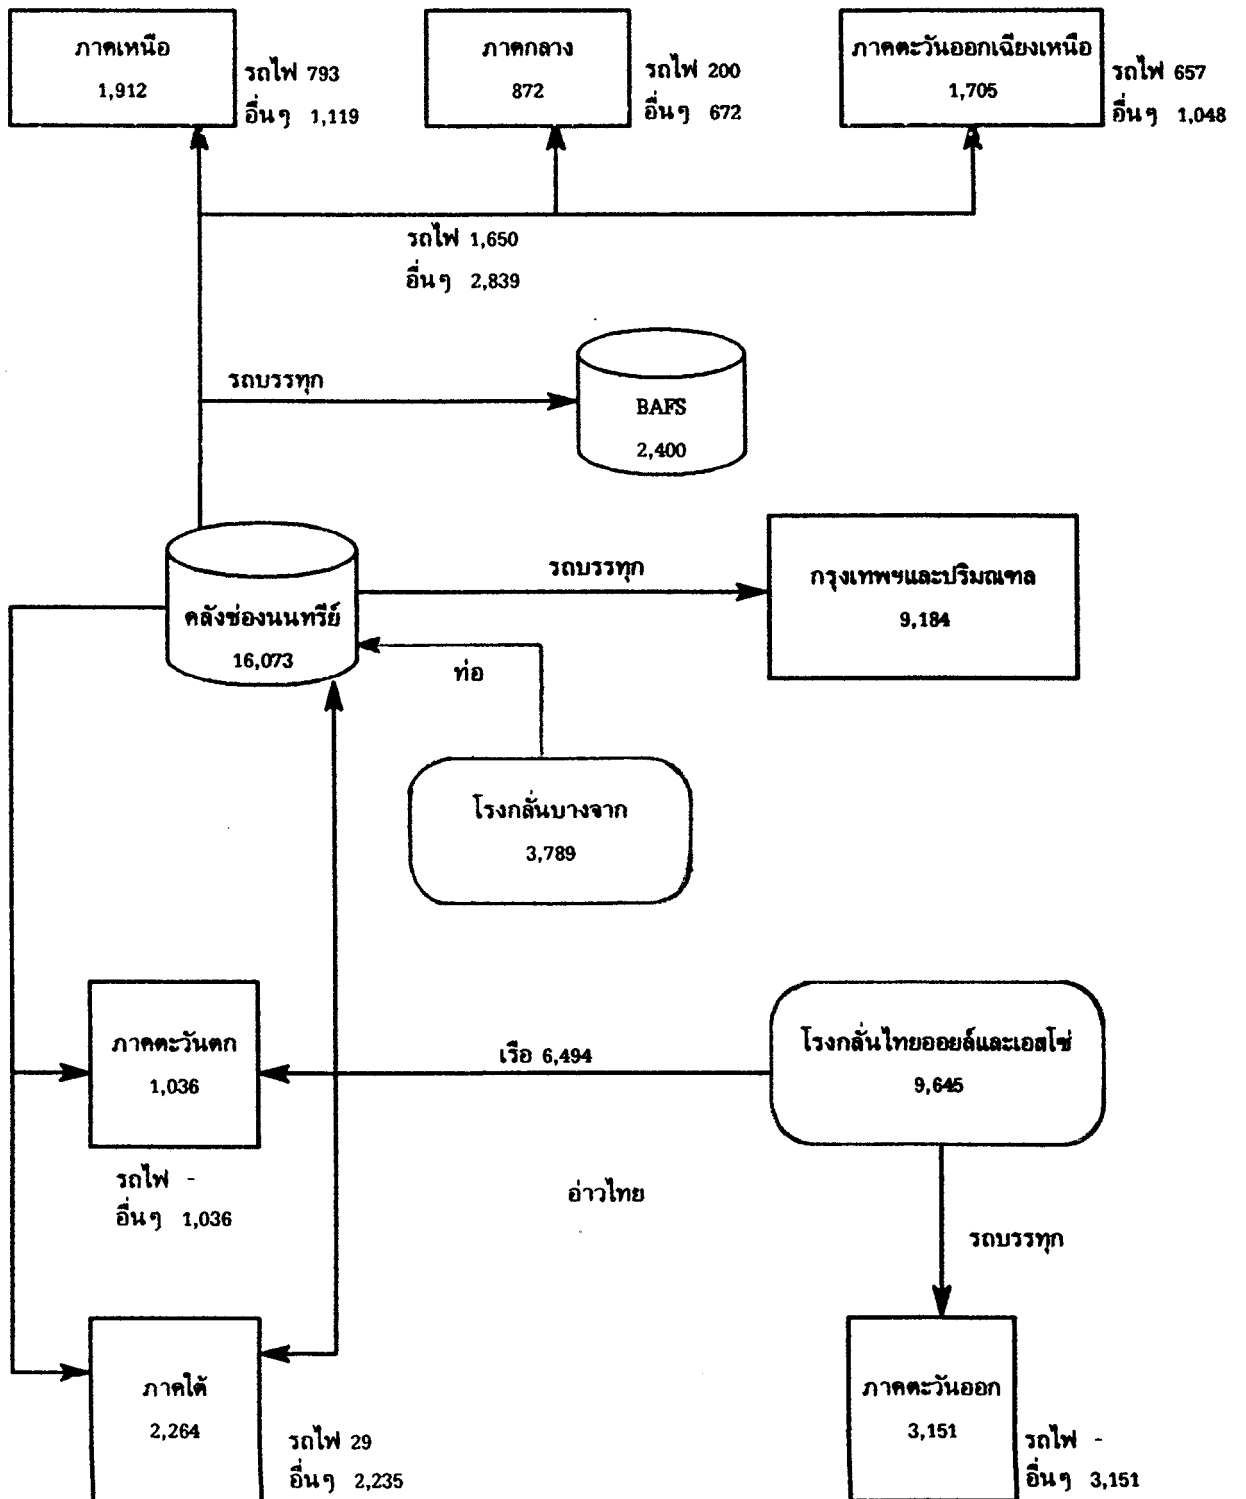 ภาคเหนือ
1,912
รถไฟ 793
อื่นๆ 1,119
ภาคกลาง
872
รถไฟ 200
อื่นๆ 672
ภาคตะวันออกเฉียงเหนือ
1,705
รถไฟ 657
อื่นๆ 1,048
รถไฟ 1,650
อื่นๆ 2,839
รถบรรทุก
BAFS
2,400
คลังช่องนนทรีย์
16,073
รถบรรทุก
กรุงเทพฯและปริมณฑล
9,184
ท่อ
โรงกลั่นบางจาก
3,789
ภาคตะวันตก
1,036
รถไฟ -
อื่นๆ 1,036
เรือ 6,494
โรงกลั่นไทยออยล์และเอสโซ่
9,645
อ่าวไทย
รถบรรทุก
ภาคใต้
2,264
รถไฟ 29
อื่นๆ 2,235
ภาคตะวันออก
3,151
รถไฟ -
อื่นๆ 3,151